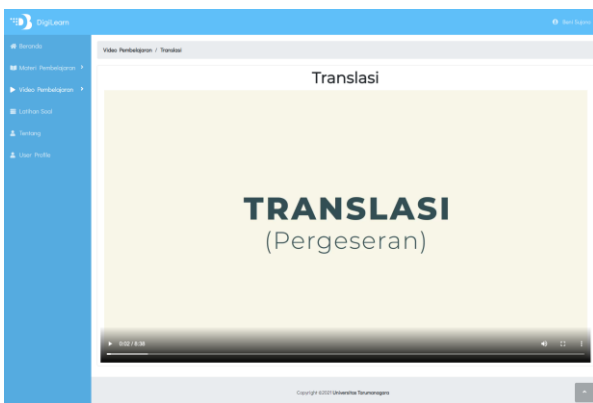 DigiLearn
Beni Sujono
Beranda
Materi Pembelajaran
Video Pembelajaran
Latihan Soal
Tentang
User Profile
Video Pembelajaran / Translasi
Translasi
TRANSLASI
(Pergeseran)
0:02 / 8:38
Copyright ©2021 Universitas Tarumanagara